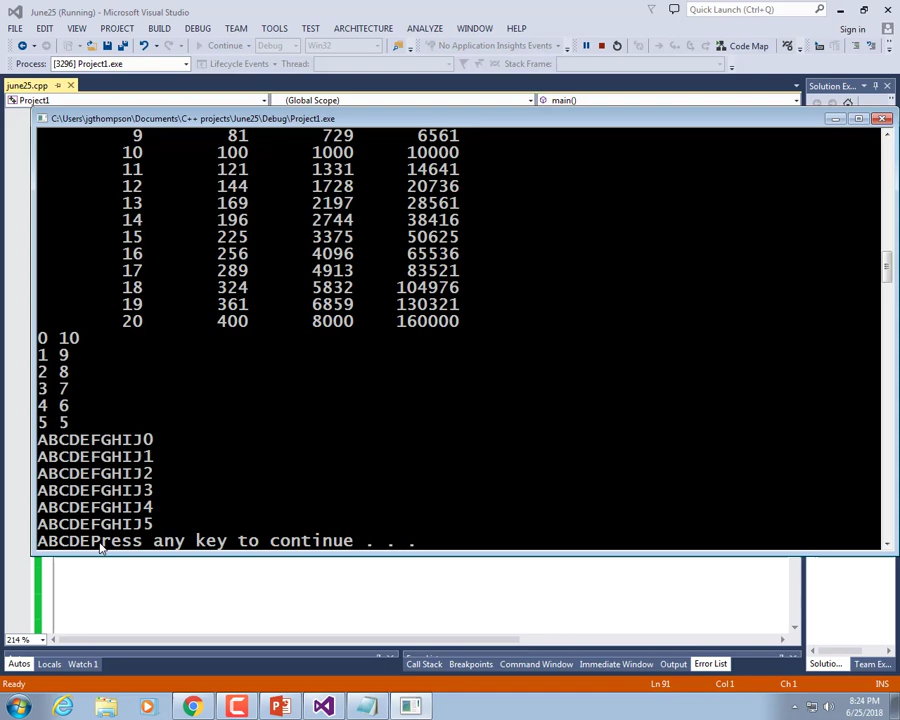 June25 (Running) - Microsoft Visual Studio
Quick Launch (Ctrl+Q)
FILE EDIT VIEW PROJECT BUILD DEBUG TEAM TOOLS TEST ARCHITECTURE ANALYZE WINDOW HELP
Sign in
Continue Debug Win32 No Application Insights Events Code Map
Process: [3296] Project1.exe Lifecycle Events Thread: Stack Frame:
june25.cpp
Solution Ex...
Project1 (Global Scope) main()
C:\Users\jgthompson\Documents\C++ projects\June25\Debug\Project1.exe
9 81 729 6561
10 100 1000 10000
11 121 1331 14641
12 144 1728 20736
13 169 2197 28561
14 196 2744 38416
15 225 3375 50625
16 256 4096 65536
17 289 4913 83521
18 324 5832 104976
19 361 6859 130321
20 400 8000 160000
0 10
1 9
2 8
3 7
4 6
5 5
ABCDEFGHIJ0
ABCDEFGHIJ1
ABCDEFGHIJ2
ABCDEFGHIJ3
ABCDEFGHIJ4
ABCDEFGHIJ5
ABCDEPress any key to continue . . .
214 %
Autos Locals Watch 1 Call Stack Breakpoints Command Window Immediate Window Output Error List Solutio... Team Ex...
Ready Ln 91 Col 1 Ch 1 INS
8:24 PM
6/25/2018